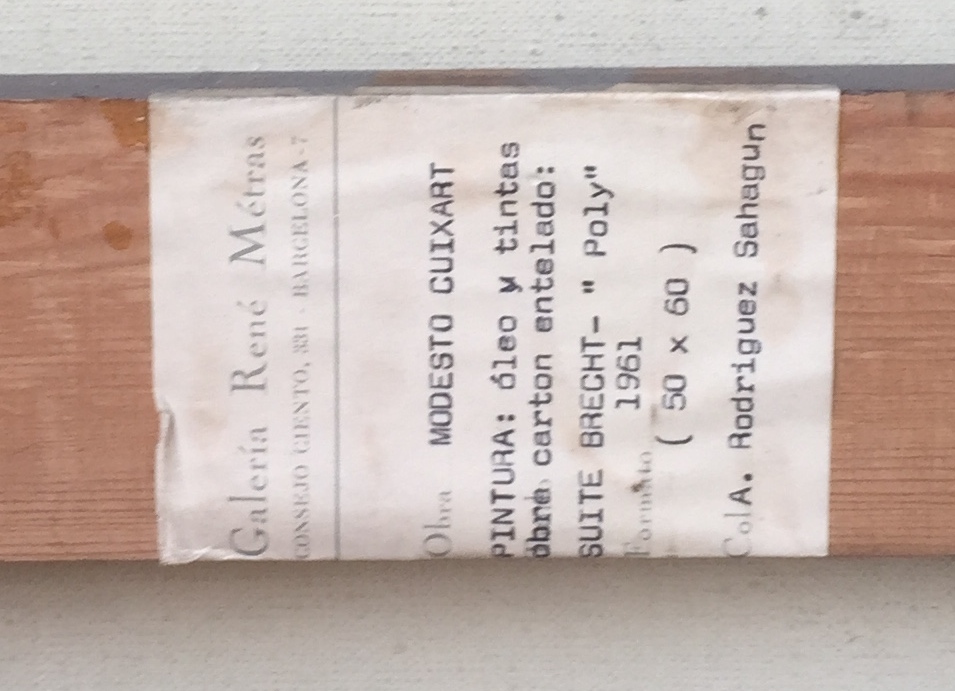 Galería René Métras
CONSEJO CIENTO, 331 - BARCELONA-7
Obra MODESTO CUIXART
PINTURA: óleo y tintas
óbre carton entelado:
SUITE BRECHT- " Poly"
Formato 1961
( 50 x 60 )
Col A. Rodriguez Sahagun